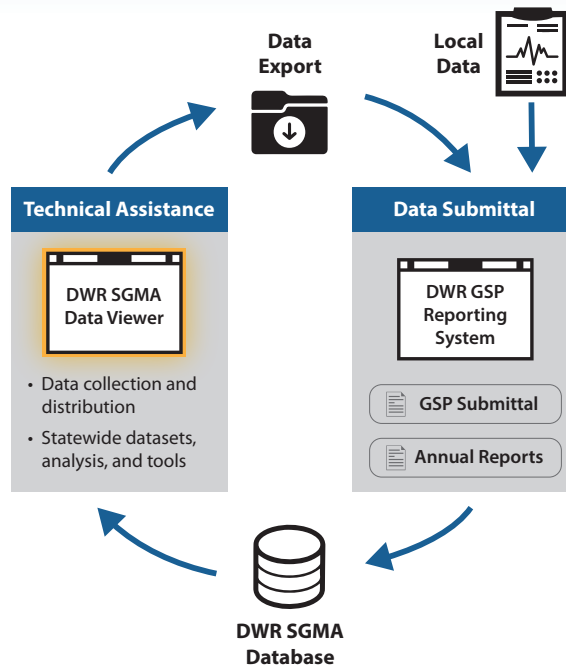 Data
Export
Local
Data
Technical Assistance
DWR SGMA
Data Viewer
• Data collection and
distribution
• Statewide datasets,
analysis, and tools
Data Submittal
DWR GSP
Reporting
System
GSP Submittal
Annual Reports
DWR SGMA
Database